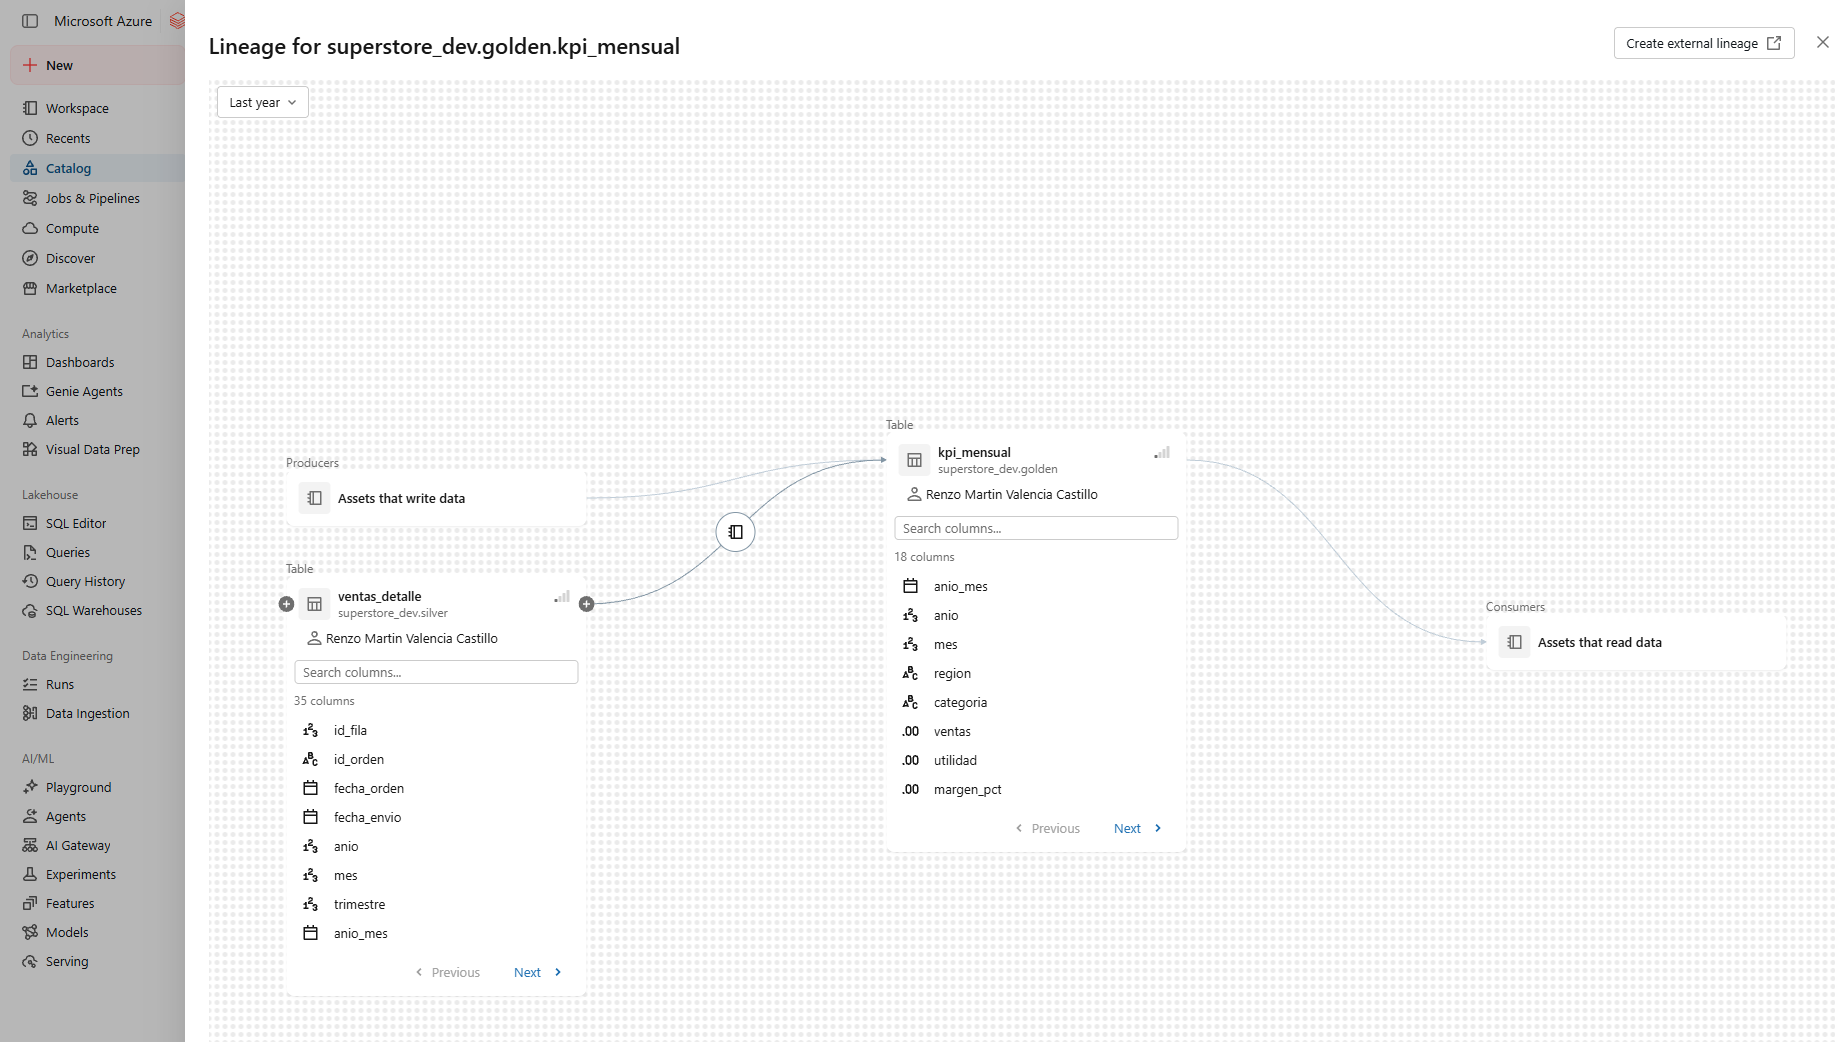 Microsoft Azure
New
Workspace
Recents
Catalog
Jobs & Pipelines
Compute
Discover
Marketplace
Analytics
Dashboards
Genie Agents
Alerts
Visual Data Prep
Lakehouse
SQL Editor
Queries
Query History
SQL Warehouses
Data Engineering
Runs
Data Ingestion
AI/ML
Playground
Agents
AI Gateway
Experiments
Features
Models
Serving
Lineage for superstore_dev.golden.kpi_mensual
Create external lineage
Last year
Producers
Assets that write data
Table
ventas_detalle
superstore_dev.silver
Renzo Martin Valencia Castillo
Search columns...
35 columns
id_fila
id_orden
fecha_orden
fecha_envio
anio
mes
trimestre
anio_mes
Previous
Next
Table
kpi_mensual
superstore_dev.golden
Renzo Martin Valencia Castillo
Search columns...
18 columns
anio_mes
anio
mes
region
categoria
.00 ventas
.00 utilidad
.00 margen_pct
Previous
Next
Consumers
Assets that read data